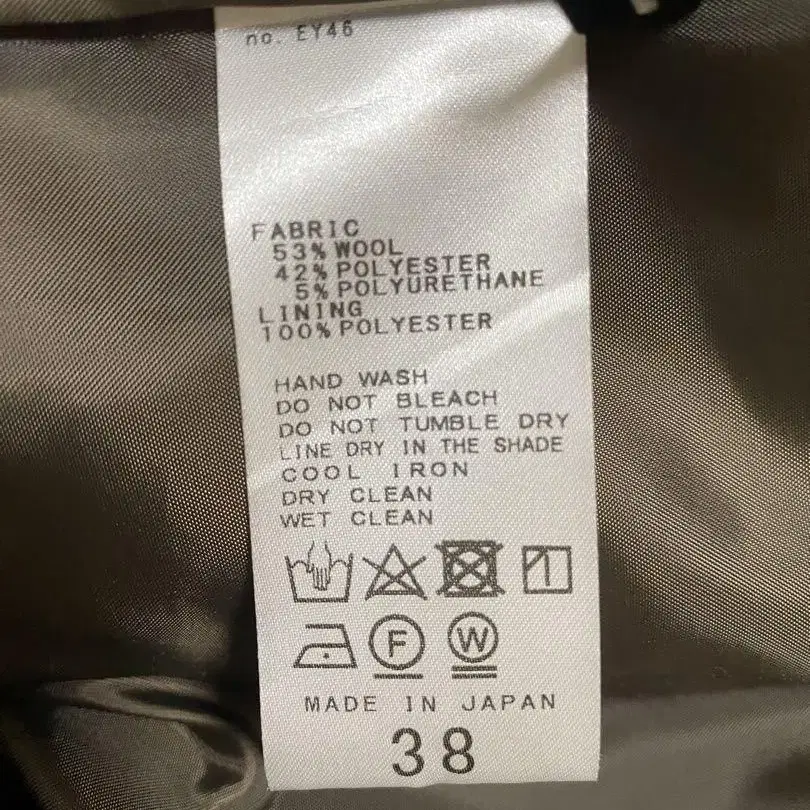 no. EY46
FABRIC
53% WOOL
42% POLYESTER
5% POLYURETHANE
LINING
100% POLYESTER
HAND WASH
DO NOT BLEACH
DO NOT TUMBLE DRY
LINE DRY IN THE SHADE
COOL IRON
DRY CLEAN
WET CLEAN
F W
MADE IN JAPAN
38